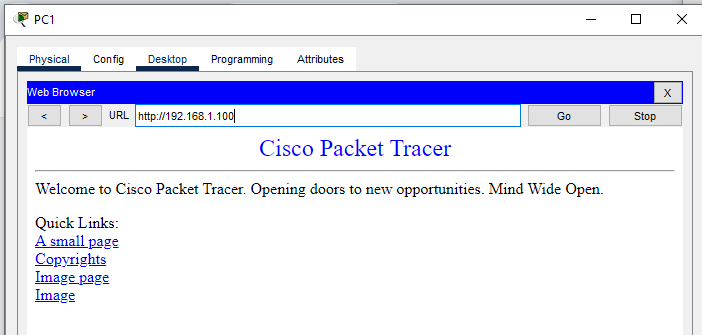 PC1
Physical Config Desktop Programming Attributes
Web Browser X
< > URL http://192.168.1.100 Go Stop
Cisco Packet Tracer
Welcome to Cisco Packet Tracer. Opening doors to new opportunities. Mind Wide Open.
Quick Links:
A small page
Copyrights
Image page
Image